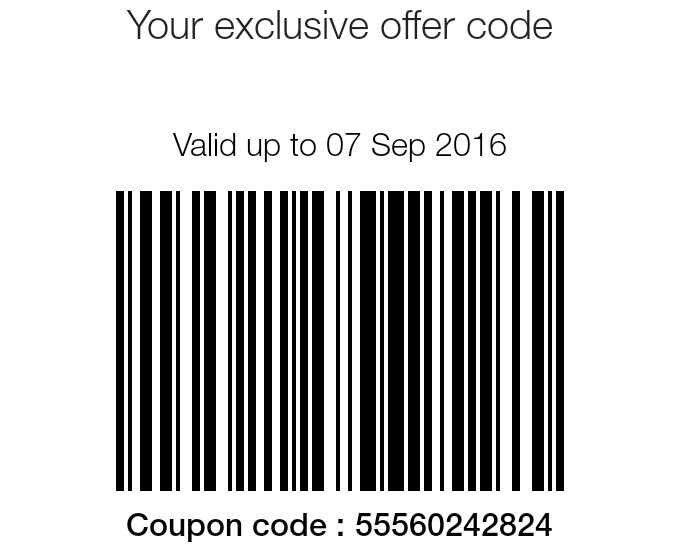 Your exclusive offer code
Valid up to 07 Sep 2016
Coupon code : 55560242824